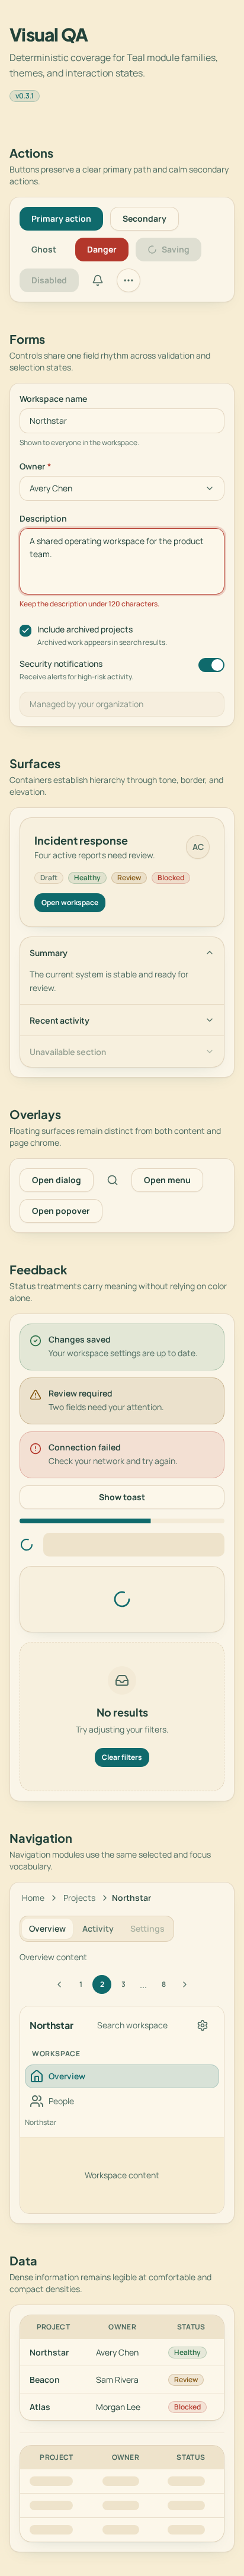 Visual QA
Deterministic coverage for Teal module families,
themes, and interaction states.
v0.3.1
Actions
Buttons preserve a clear primary path and calm secondary
actions.
Primary action
Secondary
Ghost
Danger
Saving
Disabled
Forms
Controls share one field rhythm across validation and
selection states.
Workspace name
Northstar
Shown to everyone in the workspace.
Owner *
Avery Chen
Description
A shared operating workspace for the product
team.
Keep the description under 120 characters.
Include archived projects
Archived work appears in search results.
Security notifications
Receive alerts for high-risk activity.
Managed by your organization
Surfaces
Containers establish hierarchy through tone, border, and
elevation.
Incident response
Four active reports need review.
AC
Draft
Healthy
Review
Blocked
Open workspace
Summary
The current system is stable and ready for
review.
Recent activity
Unavailable section
Overlays
Floating surfaces remain distinct from both content and
page chrome.
Open dialog
Open menu
Open popover
Feedback
Status treatments carry meaning without relying on color
alone.
Changes saved
Your workspace settings are up to date.
Review required
Two fields need your attention.
Connection failed
Check your network and try again.
Show toast
No results
Try adjusting your filters.
Clear filters
Navigation
Navigation modules use the same selected and focus
vocabulary.
Home > Projects > Northstar
Overview
Activity
Settings
Overview content
1 2 3 ... 8
Northstar
Search workspace
WORKSPACE
Overview
People
Northstar
Workspace content
Data
Dense information remains legible at comfortable and
compact densities.
PROJECT OWNER STATUS
Northstar Avery Chen Healthy
Beacon Sam Rivera Review
Atlas Morgan Lee Blocked
PROJECT OWNER STATUS